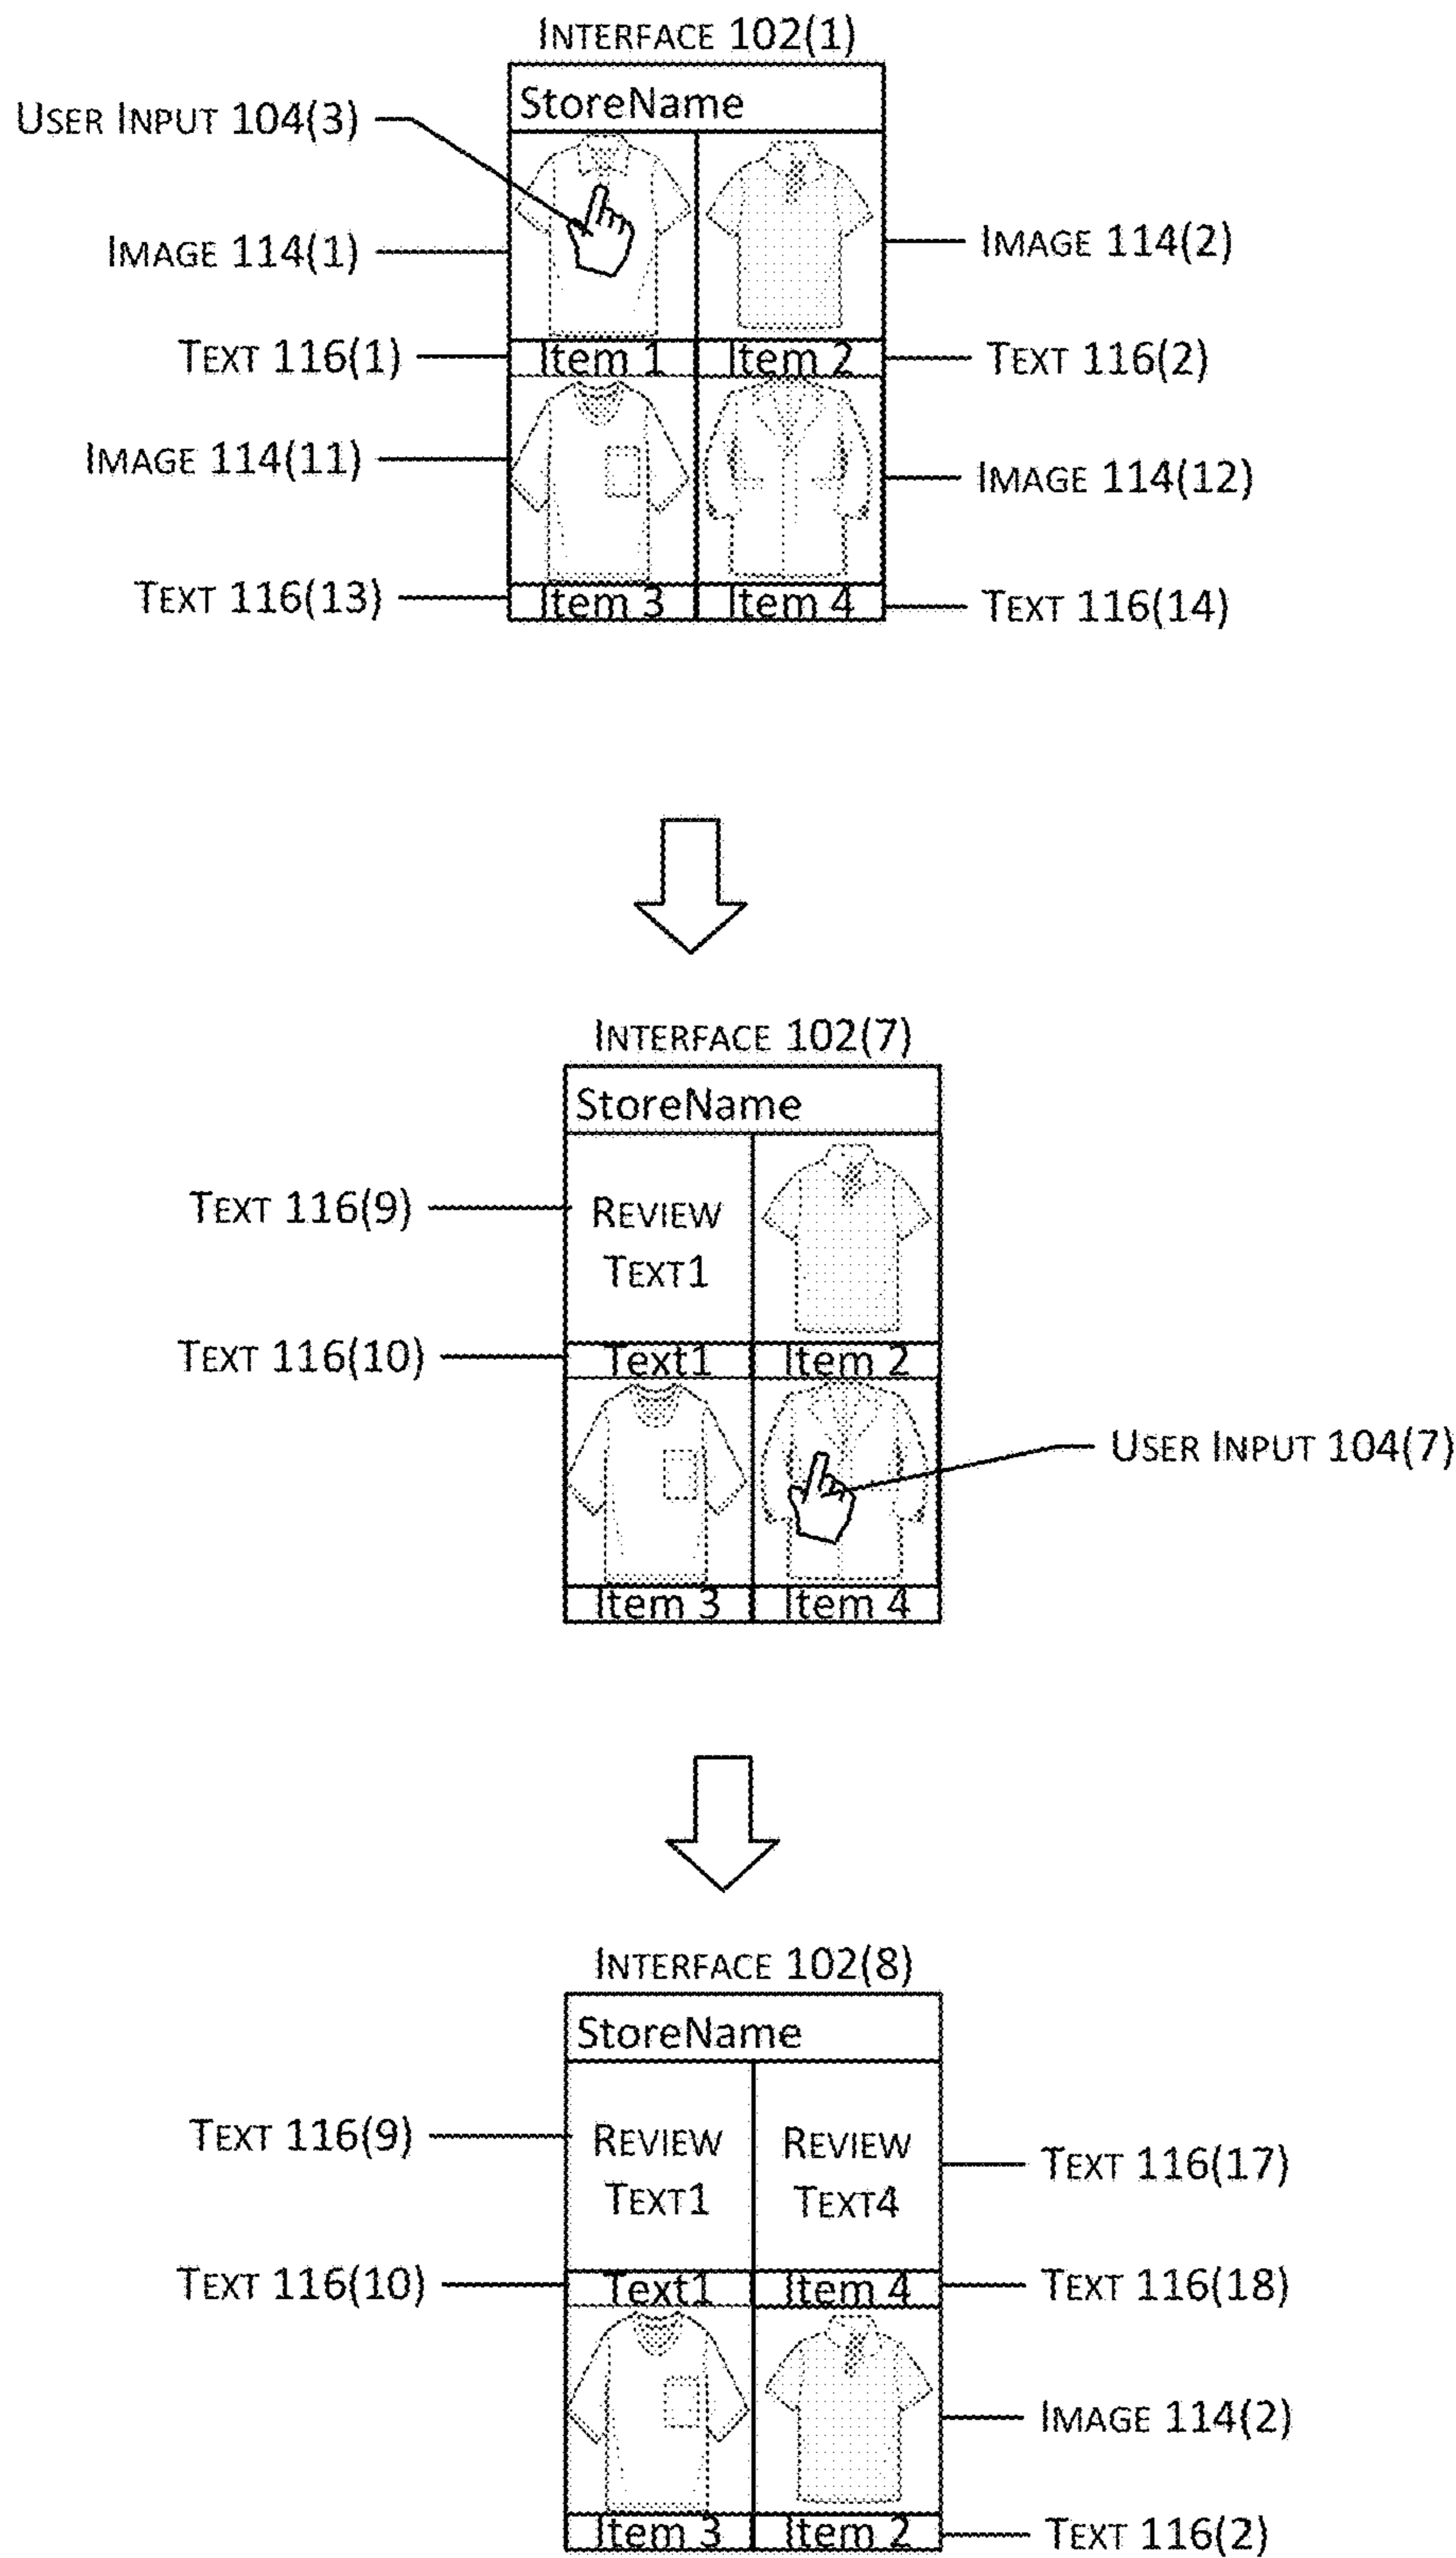 INTERFACE 102(1)
StoreName
USER INPUT 104(3)
IMAGE 114(1)
IMAGE 114(2)
TEXT 116(1)
Item 1
Item 2
TEXT 116(2)
IMAGE 114(11)
IMAGE 114(12)
TEXT 116(13)
Item 3
Item 4
TEXT 116(14)
INTERFACE 102(7)
StoreName
TEXT 116(9)
REVIEW
TEXT1
TEXT 116(10)
Text1
Item 2
USER INPUT 104(7)
Item 3
Item 4
INTERFACE 102(8)
StoreName
TEXT 116(9)
REVIEW
TEXT1
REVIEW
TEXT4
TEXT 116(17)
TEXT 116(10)
Text1
Item 4
TEXT 116(18)
IMAGE 114(2)
Item 3
Item 2
TEXT 116(2)